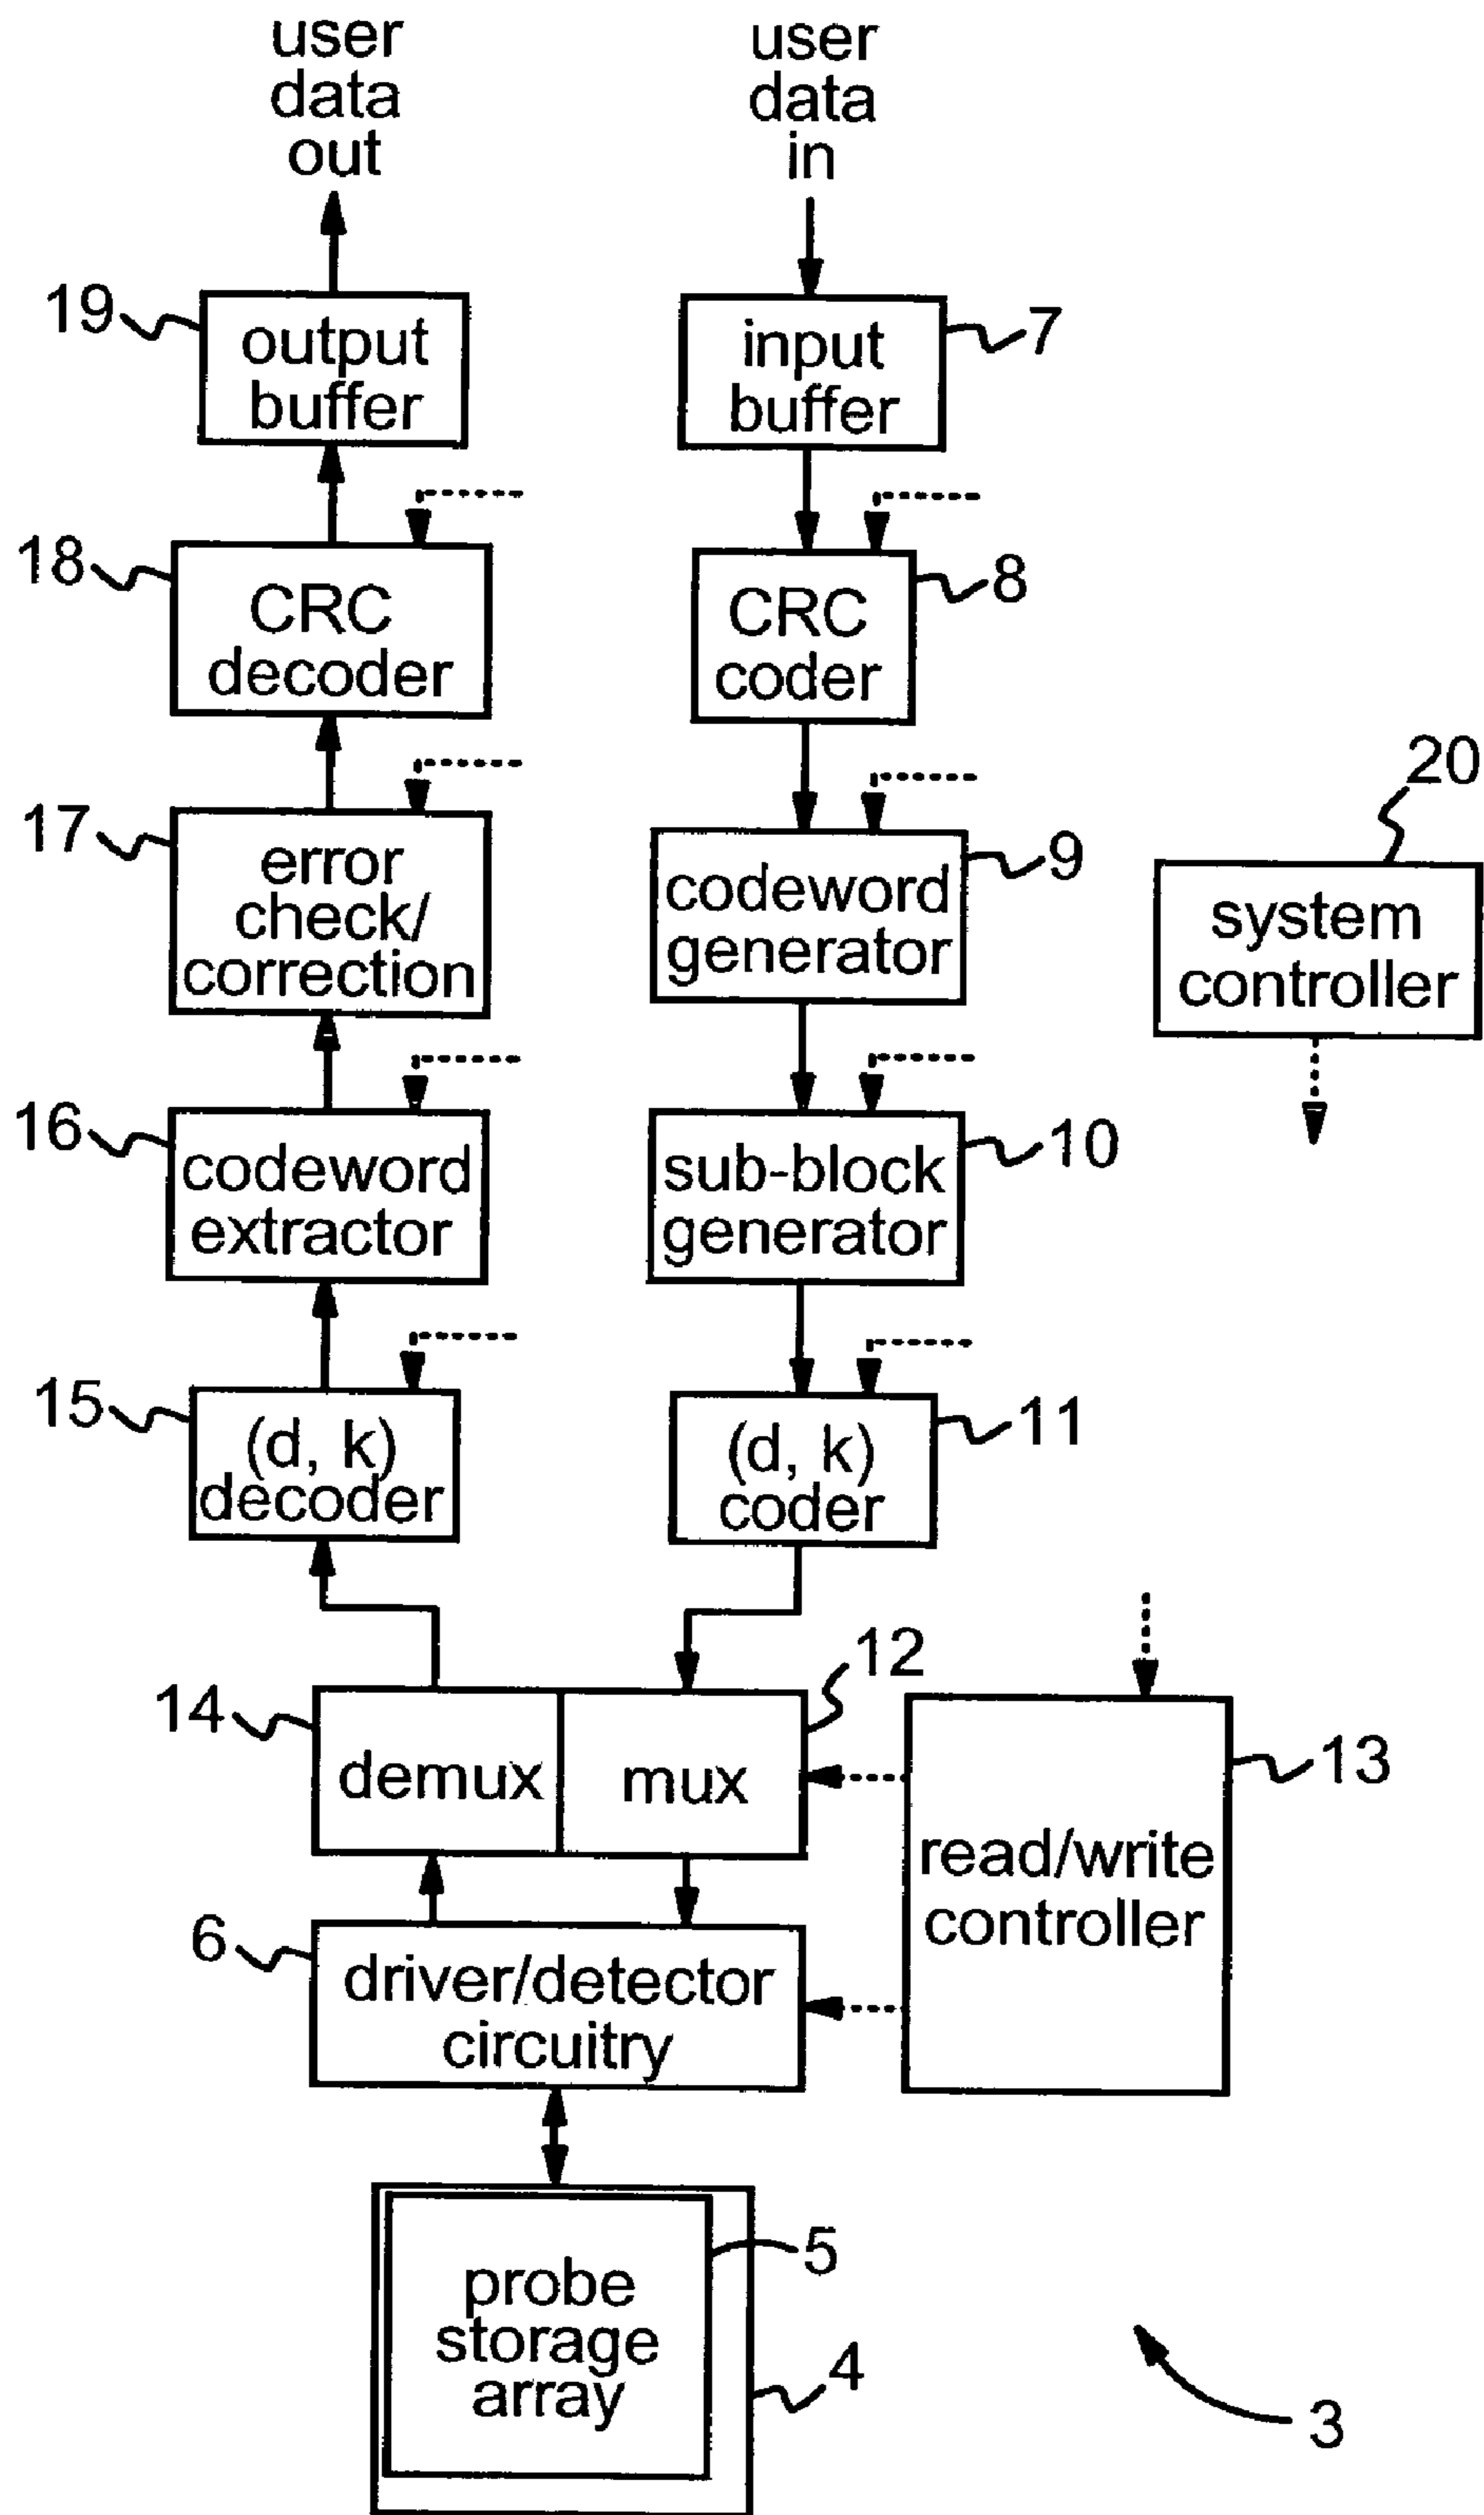 user
data
out
user
data
in
19
output
buffer
input
buffer
7
18
CRC
decoder
CRC
coder
8
17
error
check/
correction
codeword
generator
9
20
system
controller
16
codeword
extractor
sub-block
generator
10
15
(d, k)
decoder
(d, k)
coder
11
14
demux
mux
12
13
read/write
controller
6
driver/detector
circuitry
5
probe
storage
array
4
3